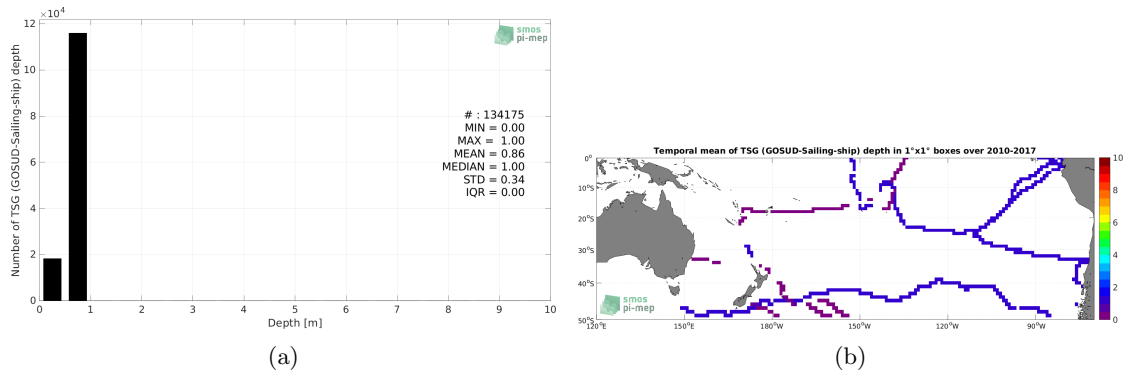 ×10⁴
12
10
8
6
4
2
0
Number of TSG (GOSUD-Sailing-ship) depth
smos
pi-mep
# : 134175
MIN = 0.00
MAX = 1.00
MEAN = 0.86
MEDIAN = 1.00
STD = 0.34
IQR = 0.00
0 1 2 3 4 5 6 7 8 9 10
Depth [m]
(a)
Temporal mean of TSG (GOSUD-Sailing-ship) depth in 1°x1° boxes over 2010-2017
0°
10°S
20°S
30°S
40°S
50°S
smos
pi-mep
120°E 150°E 180°W 150°W 120°W 90°W
10
8
6
4
2
0
(b)